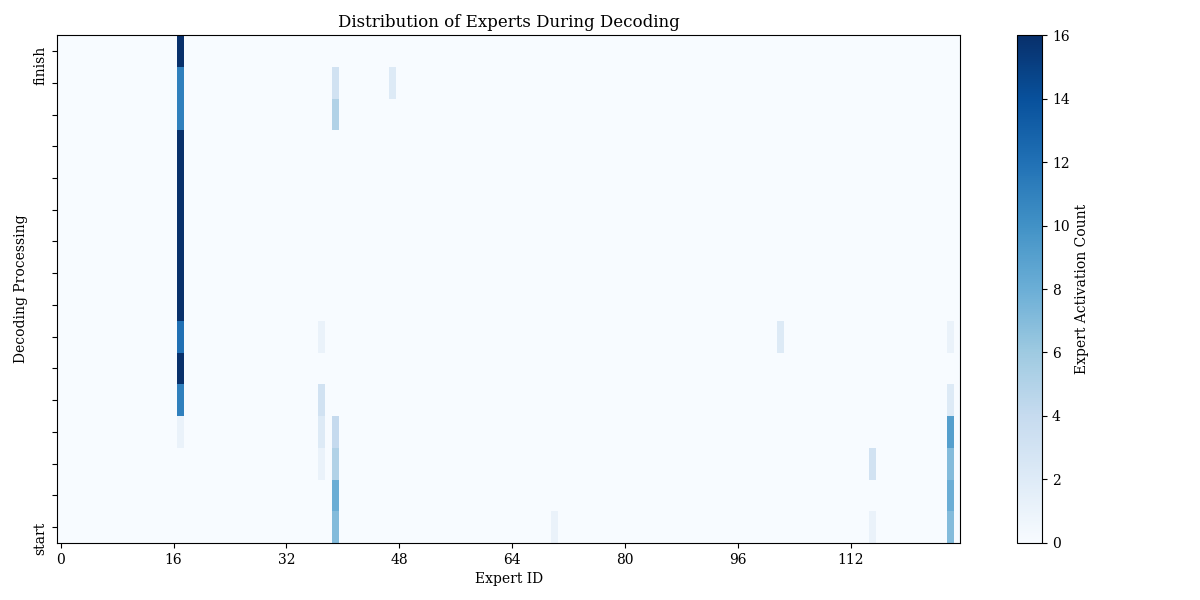 Distribution of Experts During Decoding
finish
Decoding Processing
start
0 16 32 48 64 80 96 112
Expert ID
16
14
12
10
8
6
4
2
0
Expert Activation Count